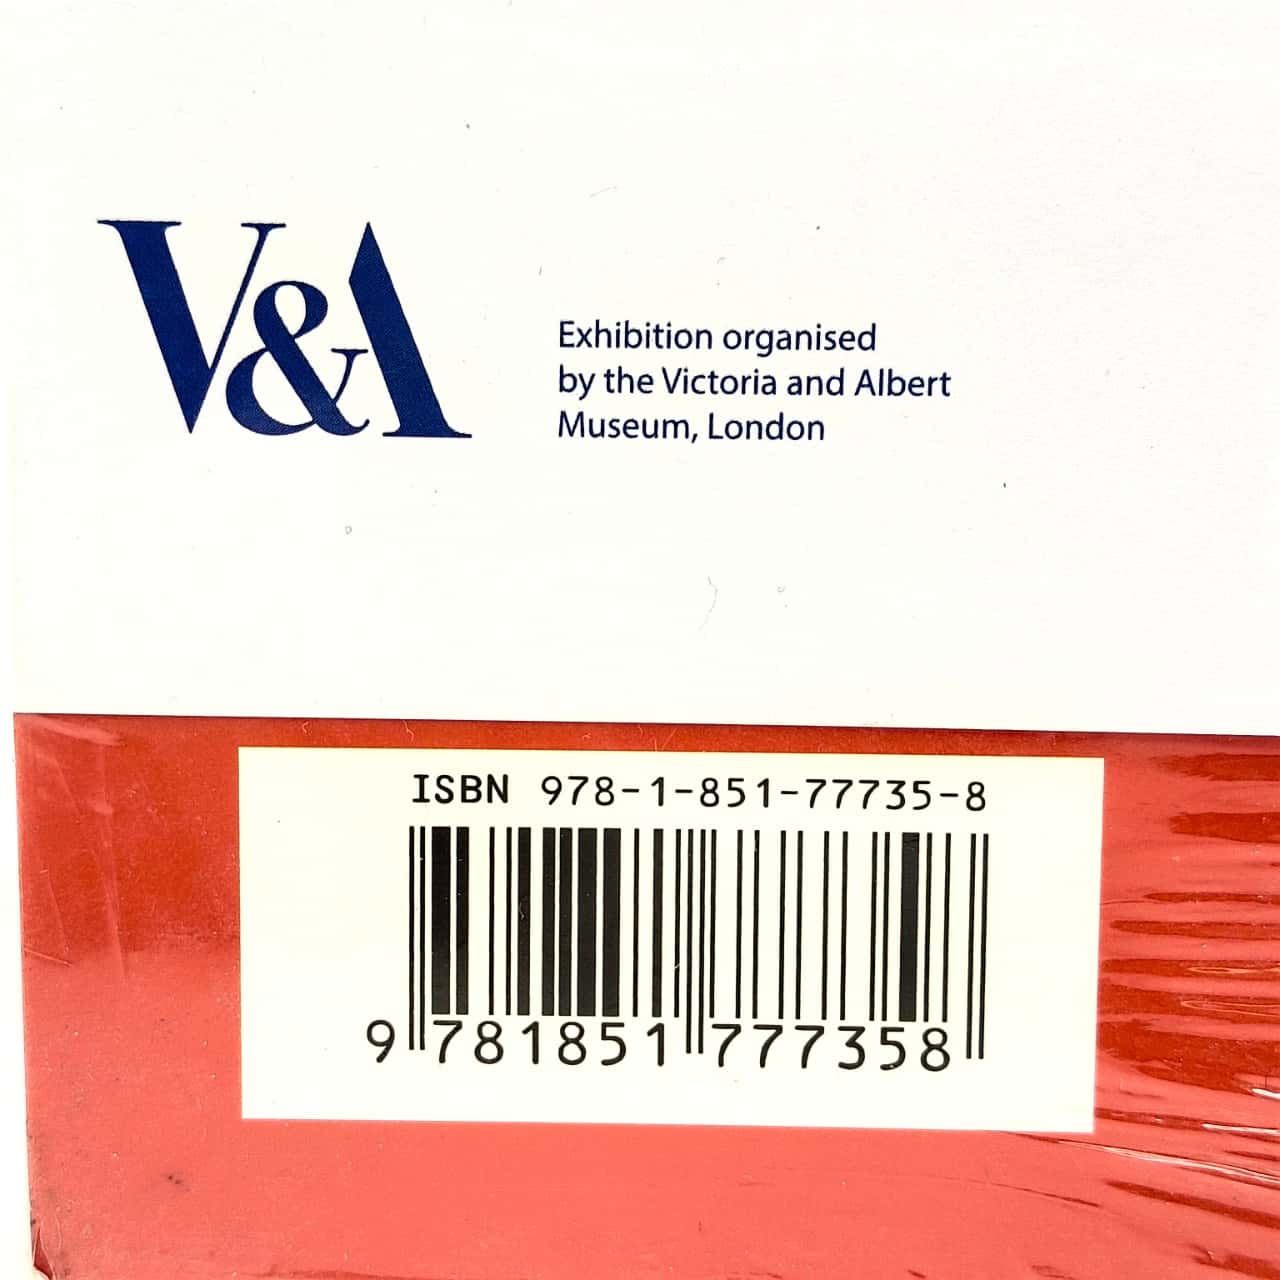 V&A
Exhibition organised
by the Victoria and Albert
Museum, London
ISBN 978-1-851-77735-8
9 781851 777358